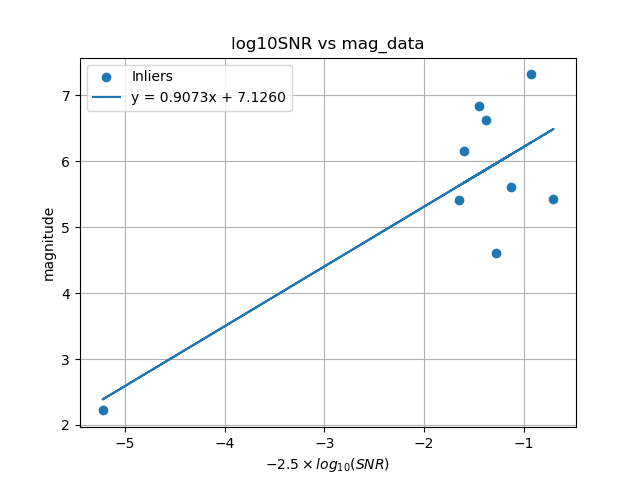 log10SNR vs mag_data
Inliers
y = 0.9073x + 7.1260
7
6
5
4
3
2
magnitude
−5 −4 −3 −2 −1
−2.5 × log₁₀(SNR)